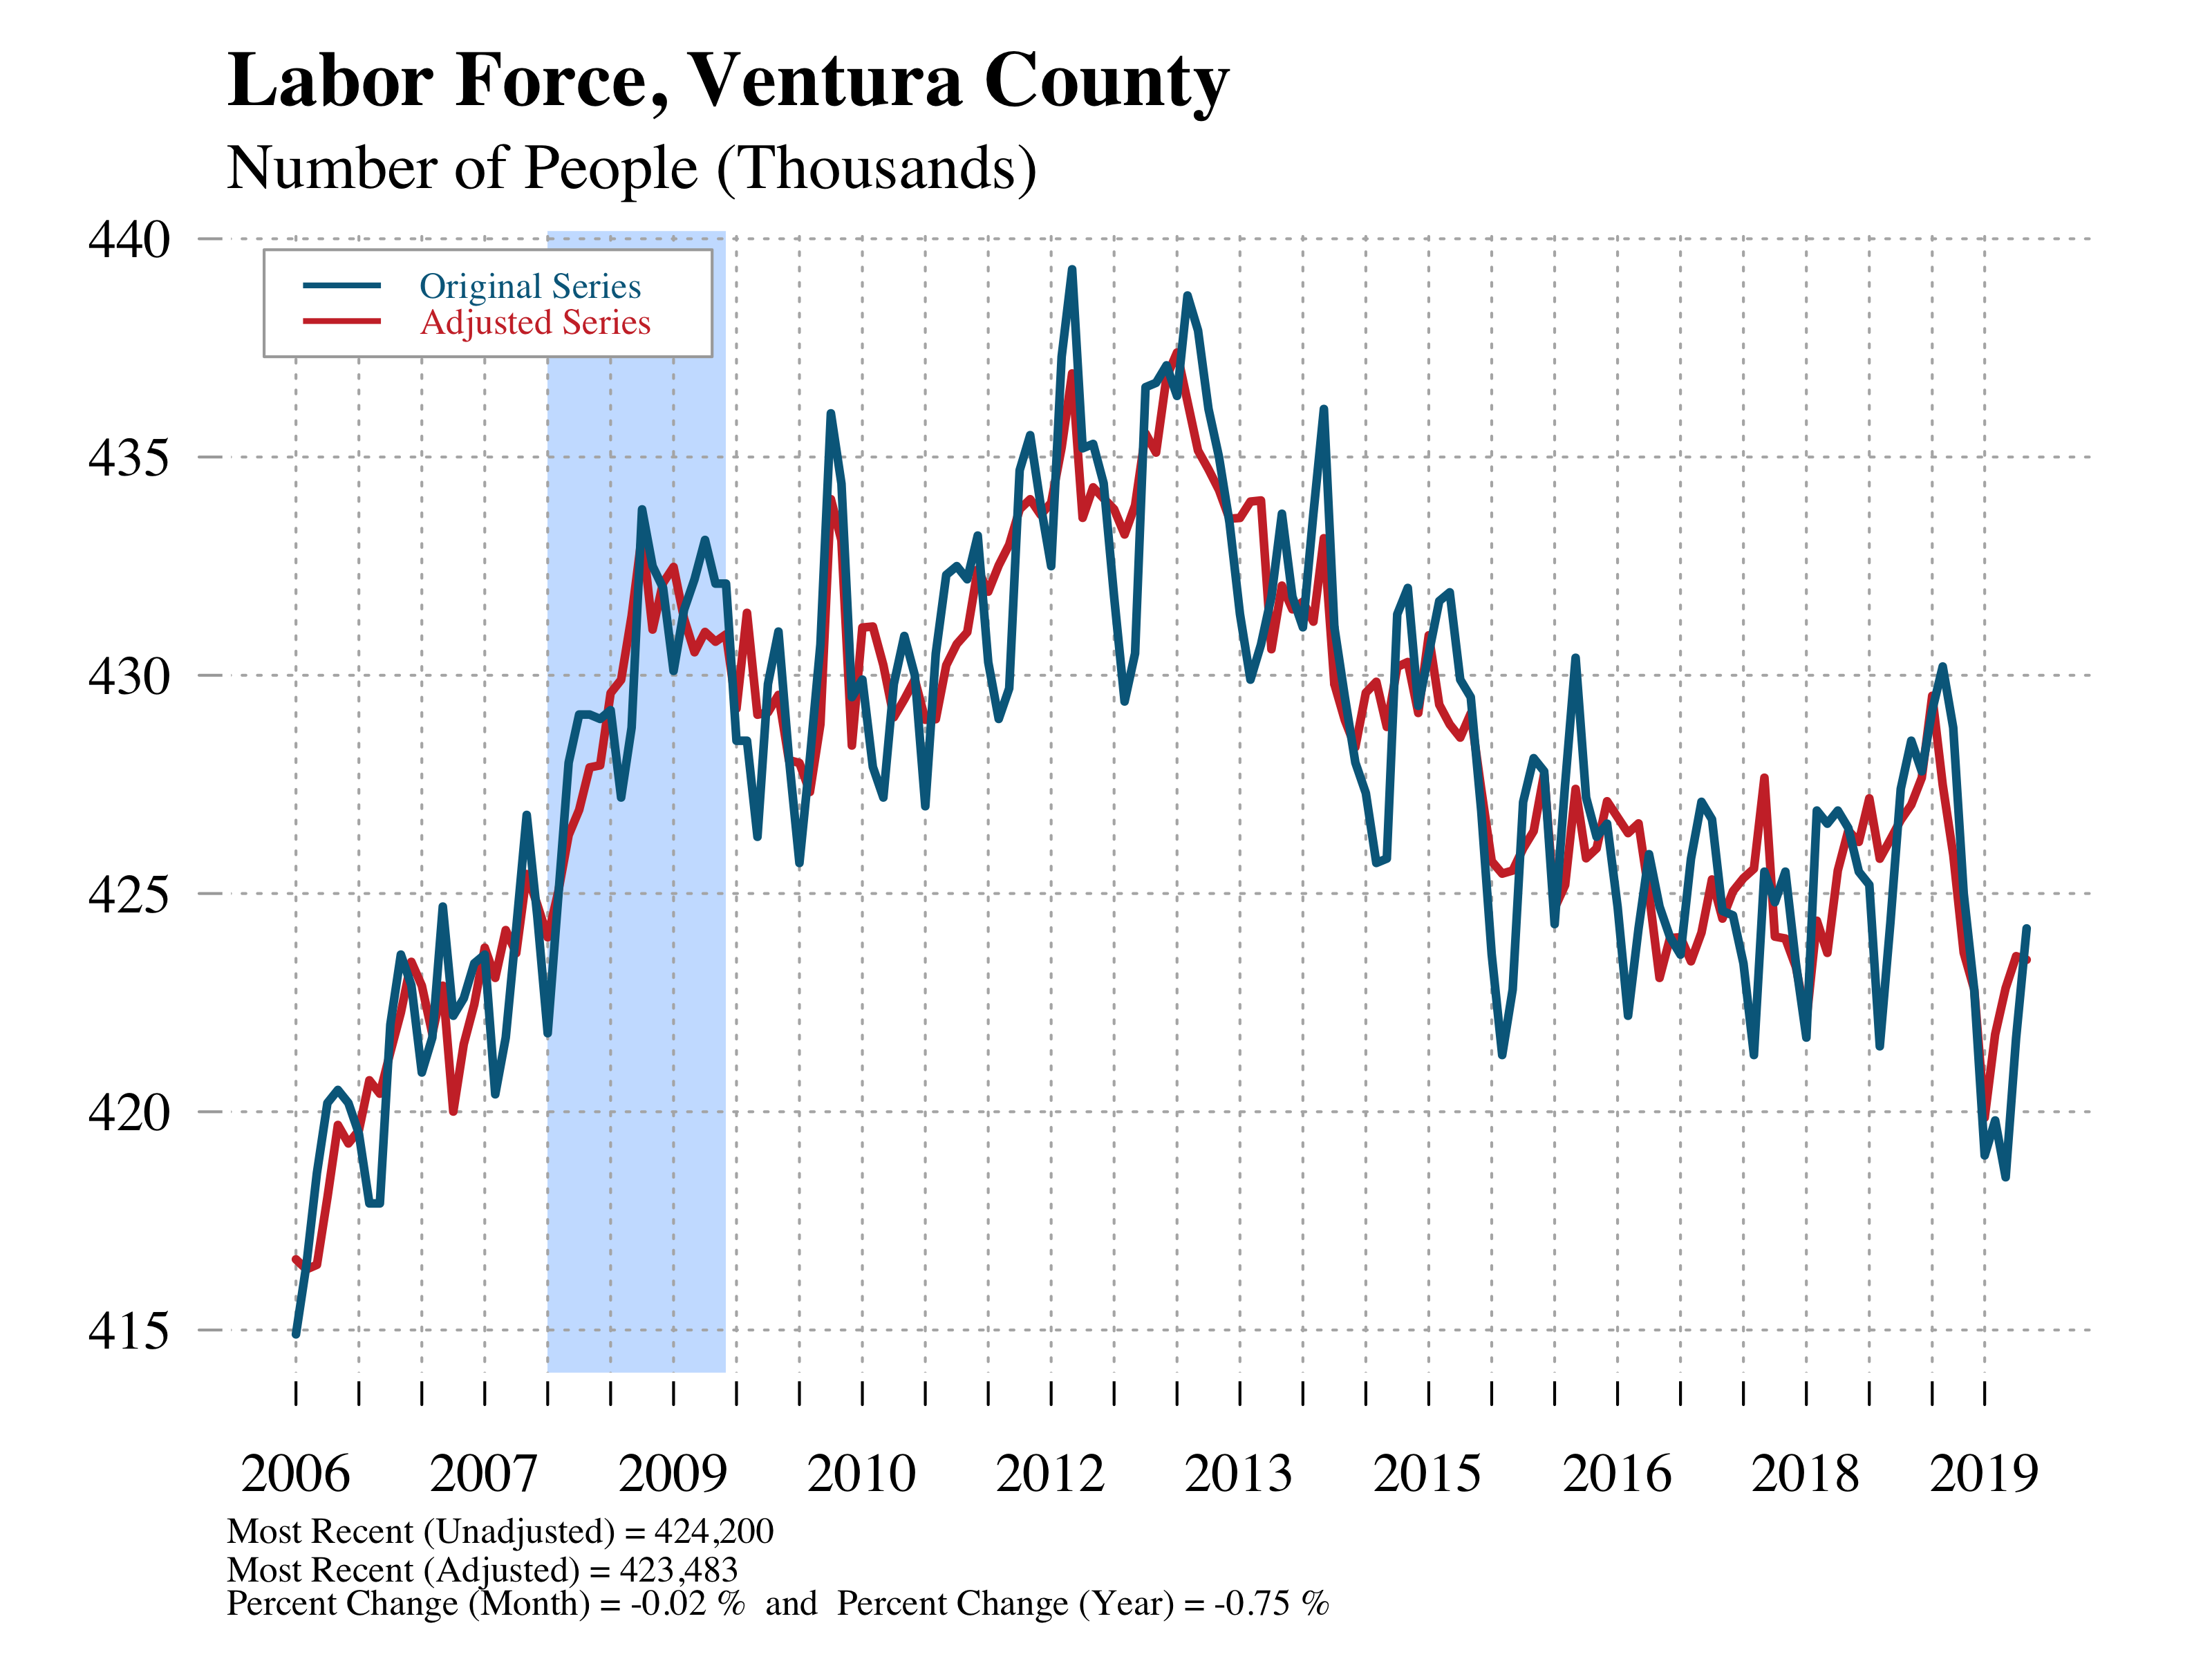 Labor Force, Ventura County
Number of People (Thousands)
440
Original Series
Adjusted Series
435
430
425
420
415
2006 2007 2009 2010 2012 2013 2015 2016 2018 2019
Most Recent (Unadjusted) = 424,200
Most Recent (Adjusted) = 423,483
Percent Change (Month) = -0.02 % and Percent Change (Year) = -0.75 %